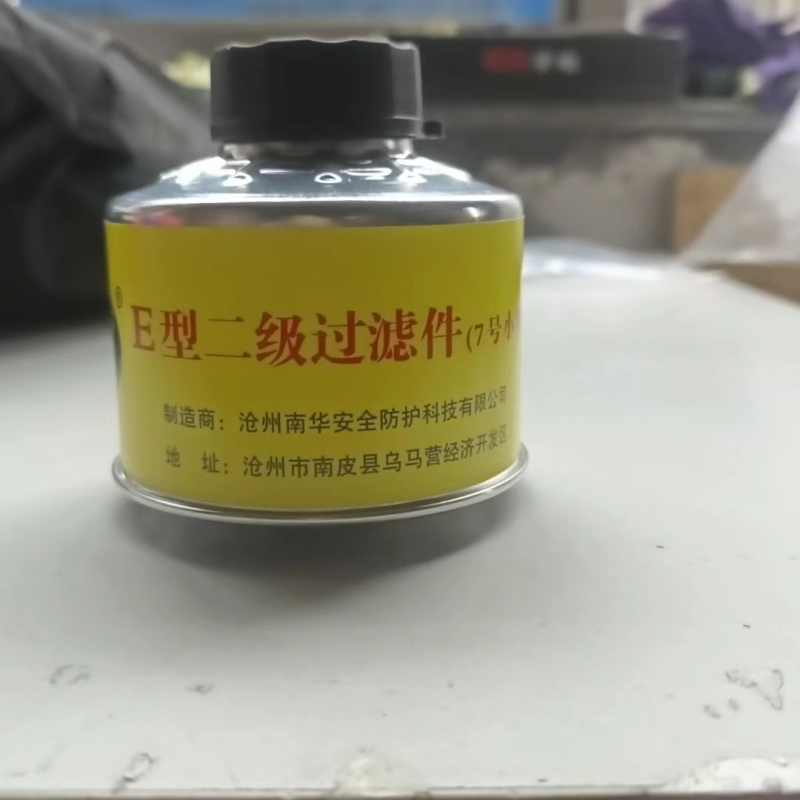 ®
E型二级过滤件(7号小
制造商：沧州南华安全防护科技有限公司
地 址：沧州市南皮县乌马营经济开发区